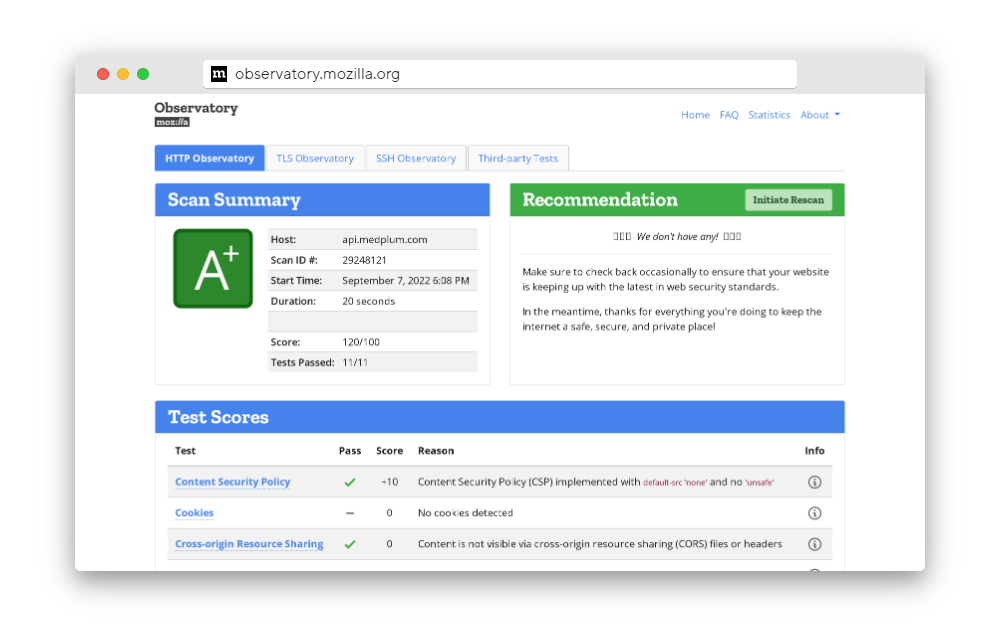 m observatory.mozilla.org
Observatory
moz://a
Home FAQ Statistics About
HTTP Observatory TLS Observatory SSH Observatory Third-party Tests
Scan Summary
A+
Host: api.medplum.com
Scan ID #: 29248121
Start Time: September 7, 2022 6:08 PM
Duration: 20 seconds
Score: 120/100
Tests Passed: 11/11
Recommendation Initiate Rescan
We don't have any!
Make sure to check back occasionally to ensure that your website
is keeping up with the latest in web security standards.
In the meantime, thanks for everything you're doing to keep the
internet a safe, secure, and private place!
Test Scores
Test Pass Score Reason Info
Content Security Policy +10 Content Security Policy (CSP) implemented with default-src 'none' and no 'unsafe'
Cookies — 0 No cookies detected
Cross-origin Resource Sharing 0 Content is not visible via cross-origin resource sharing (CORS) files or headers